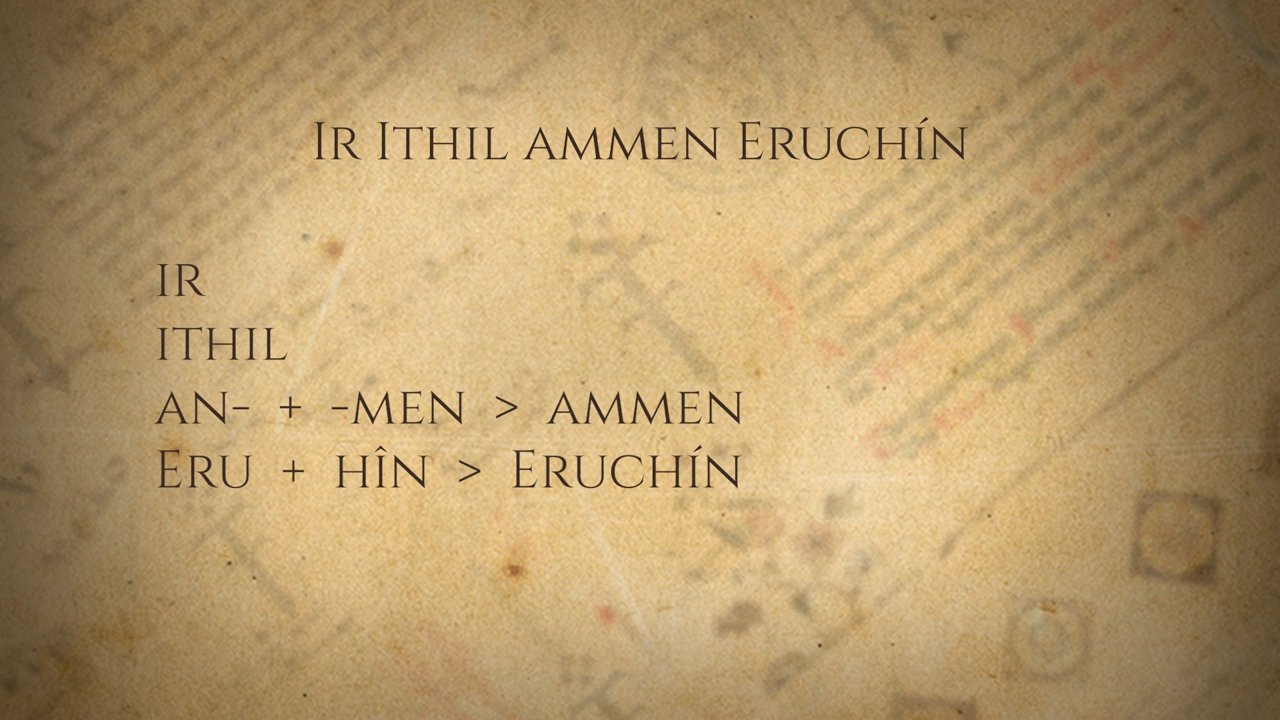 Ir Ithil ammen Eruchín
ir
ithil
an- + -men > ammen
Eru + hîn > Eruchín